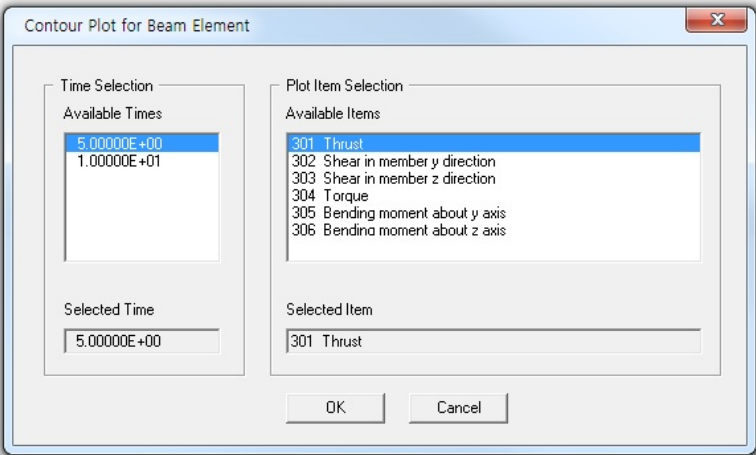 Contour Plot for Beam Element
Time Selection
Available Times
5.00000E+00
1.00000E+01
Selected Time
5.00000E+00
Plot Item Selection
Available Items
301 Thrust
302 Shear in member y direction
303 Shear in member z direction
304 Torque
305 Bending moment about y axis
306 Bending moment about z axis
Selected Item
301 Thrust
OK
Cancel